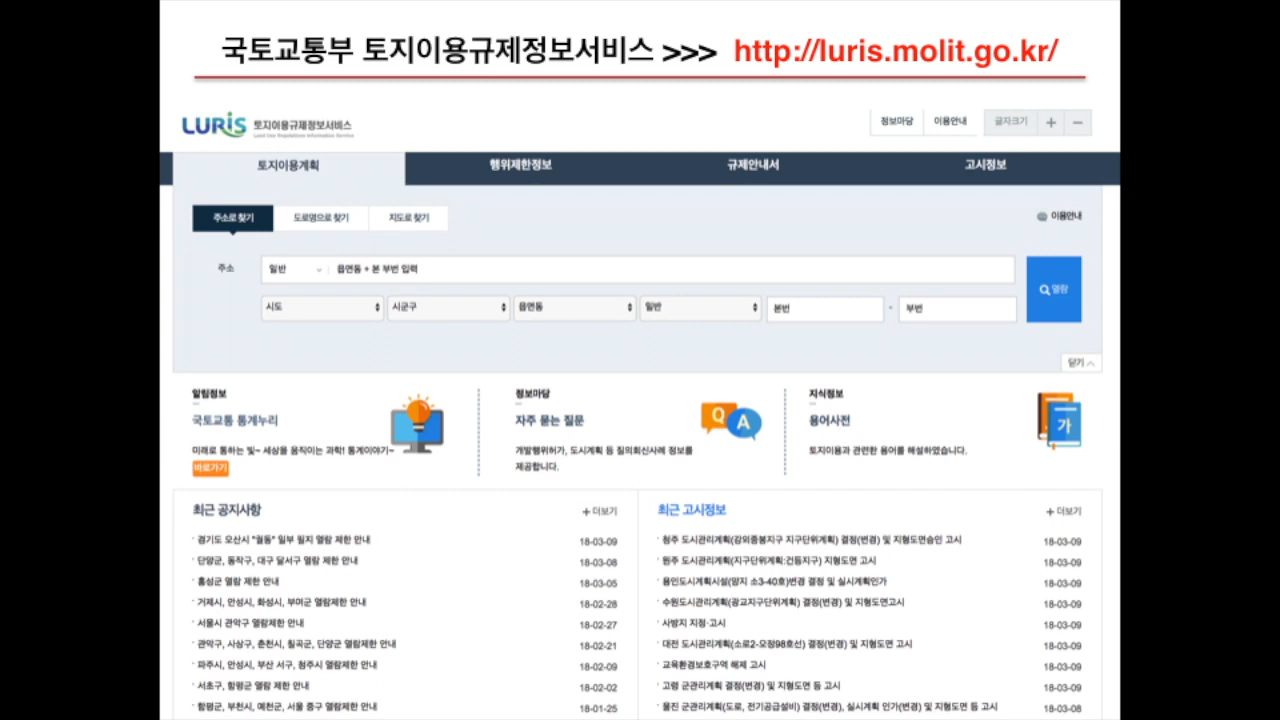 국토교통부 토지이용규제정보서비스 >>> http://luris.molit.go.kr/
LURIS 토지이용규제정보서비스
Land Use Regulations Information Service
정보마당 이용안내 글자크기 + −
토지이용계획 행위제한정보 규제안내서 고시정보
주소로 찾기 도로명으로 찾기 지도로 찾기 이용안내
주소 일반 읍면동 + 본 부번 입력
열람
시도 시군구 읍면동 일반 본번 - 부번
닫기
알림정보
국토교통 통계누리
미래로 통하는 빛~ 세상을 움직이는 과학! 통계이야기~
바로가기
정보마당
자주 묻는 질문
개발행위허가, 도시계획 등 질의회신사례 정보를
제공합니다.
Q A
지식정보
용어사전
토지이용과 관련한 용어를 해설하였습니다.
가
최근 공지사항 +더보기
· 경기도 오산시 "궐동" 일부 필지 열람 제한 안내 18-03-09
· 단양군, 동작구, 대구 달서구 열람 제한 안내 18-03-08
· 홍성군 열람 제한 안내 18-03-05
· 거제시, 안성시, 화성시, 부여군 열람제한 안내 18-02-28
· 서울시 관악구 열람제한 안내 18-02-27
· 관악구, 사상구, 춘천시, 칠곡군, 단양군 열람제한 안내 18-02-21
· 파주시, 안성시, 부산 서구, 청주시 열람제한 안내 18-02-09
· 서초구, 함평군 열람 제한 안내 18-02-02
· 함평군, 부천시, 예천군, 서울 중구 열람제한 안내 18-01-25
최근 고시정보 +더보기
· 청주 도시관리계획(강외중봉지구 지구단위계획) 결정(변경) 및 지형도면승인 고시 18-03-09
· 원주 도시관리계획(지구단위계획:건등지구) 지형도면 고시 18-03-09
· 용인도시계획시설(양지 소3-40호)변경 결정 및 실시계획인가 18-03-09
· 수원도시관리계획(광교지구단위계획) 결정(변경) 및 지형도면고시 18-03-09
· 사방지 지정·고시 18-03-09
· 대전 도시관리계획(소로2-오정98호선) 결정(변경) 및 지형도면 고시 18-03-09
· 교육환경보호구역 해제 고시 18-03-09
· 고령 군관리계획 결정(변경) 및 지형도면 등 고시 18-03-09
· 울진 군관리계획(도로, 전기공급설비) 결정(변경), 실시계획 인가(변경) 및 지형도면 등 고시 18-03-08